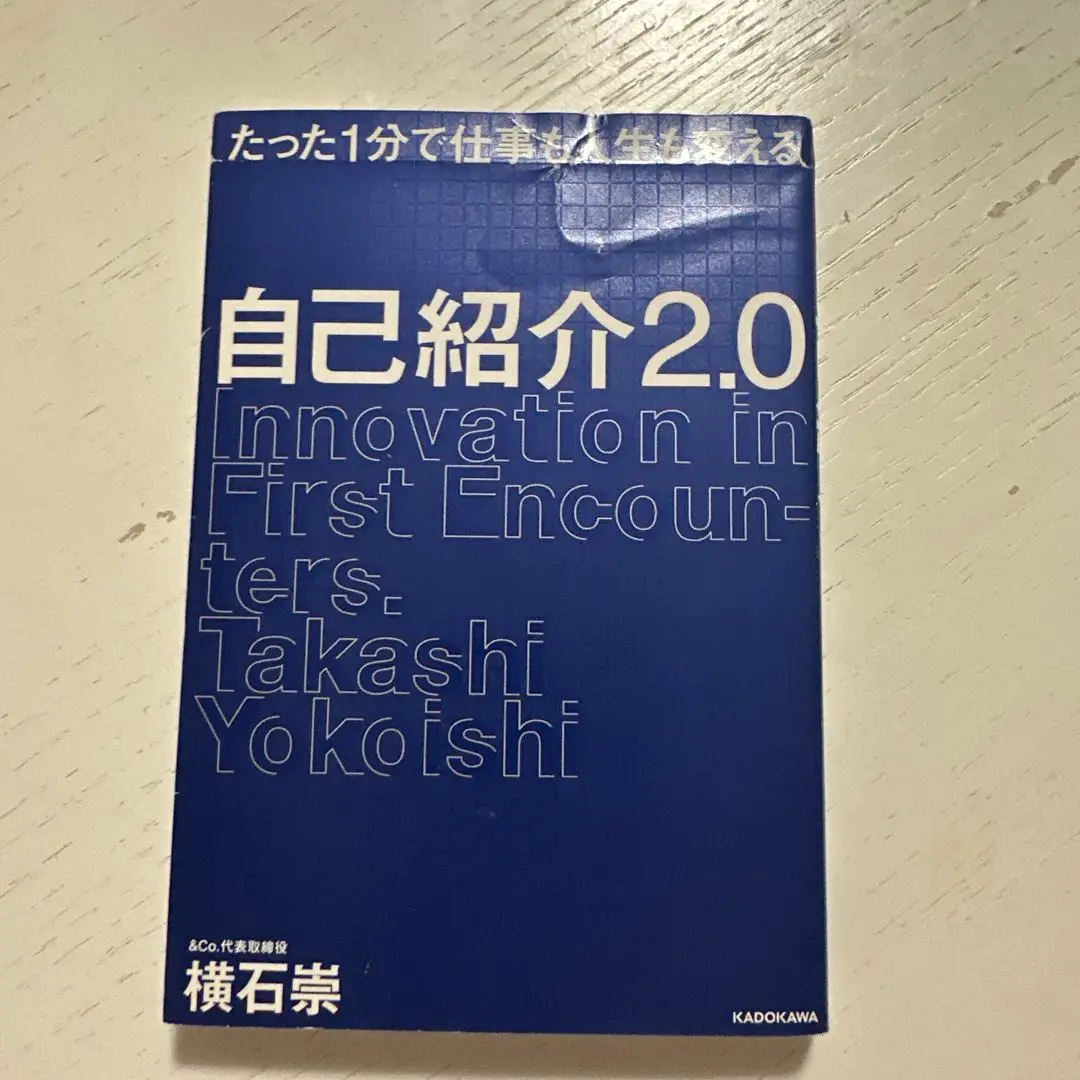 たった1分で仕事も人生も変える
自己紹介2.0
Innovation in
First Encoun-
ters.
Takashi
Yokoishi
&Co.代表取締役
横石崇
KADOKAWA